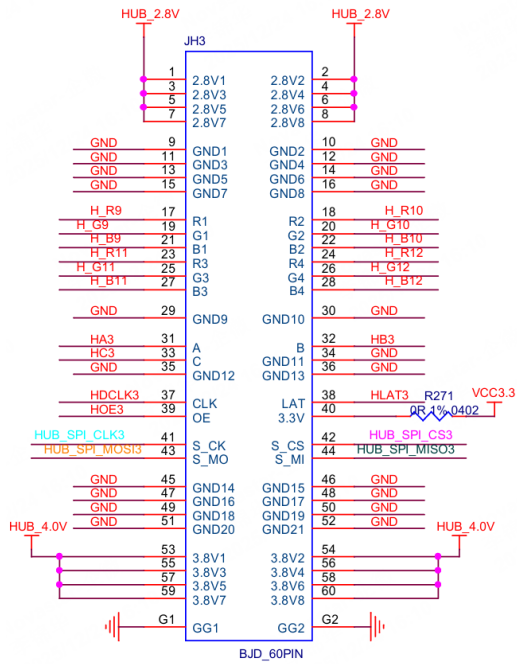 HUB_2.8V HUB_2.8V
JH3
1 2.8V1 2.8V2 2
3 2.8V3 2.8V4 4
5 2.8V5 2.8V6 6
7 2.8V7 2.8V8 8
GND 9 GND1 GND2 10 GND
GND 11 GND3 GND4 12 GND
GND 13 GND5 GND6 14 GND
GND 15 GND7 GND8 16 GND
H_R9 17 R1 R2 18 H_R10
H_G9 19 G1 G2 20 H_G10
H_B9 21 B1 B2 22 H_B10
H_R11 23 R3 R4 24 H_R12
H_G11 25 G3 G4 26 H_G12
H_B11 27 B3 B4 28 H_B12
GND 29 GND9 GND10 30 GND
HA3 31 A B 32 HB3
HC3 33 C GND11 34 GND
GND 35 GND12 GND13 36 GND
HDCLK3 37 CLK LAT 38 HLAT3 R271 VCC3.3
HOE3 39 OE 3.3V 40 0R 1% 0402
HUB_SPI_CLK3 41 S_CK S_CS 42 HUB_SPI_CS3
HUB_SPI_MOSI3 43 S_MO S_MI 44 HUB_SPI_MISO3
GND 45 GND14 GND15 46 GND
GND 47 GND16 GND17 48 GND
GND 49 GND18 GND19 50 GND
GND 51 GND20 GND21 52 GND
HUB_4.0V HUB_4.0V
53 3.8V1 3.8V2 54
55 3.8V3 3.8V4 56
57 3.8V5 3.8V6 58
59 3.8V7 3.8V8 60
G1 GG1 GG2 G2
BJD_60PIN